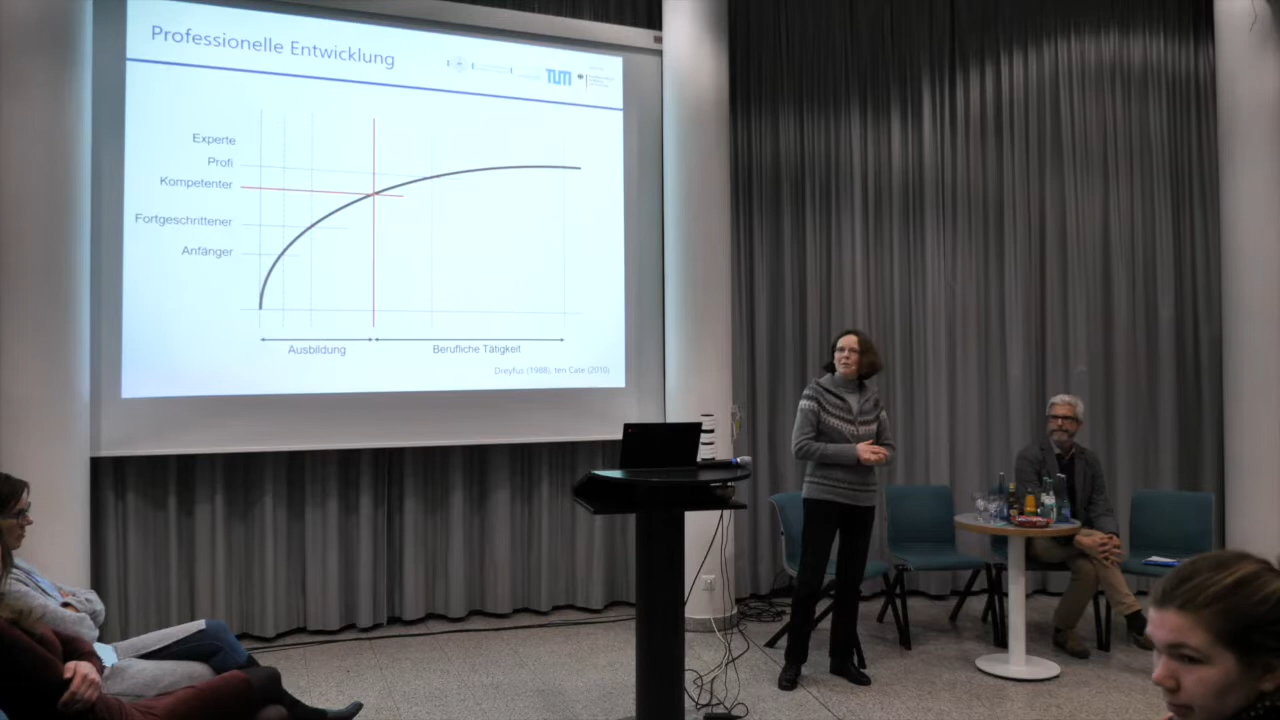 Professionelle Entwicklung
TUM
Experte
Profi
Kompetenter
Fortgeschrittener
Anfänger
Ausbildung
Berufliche Tätigkeit
Dreyfus (1988), ten Cate (2010)